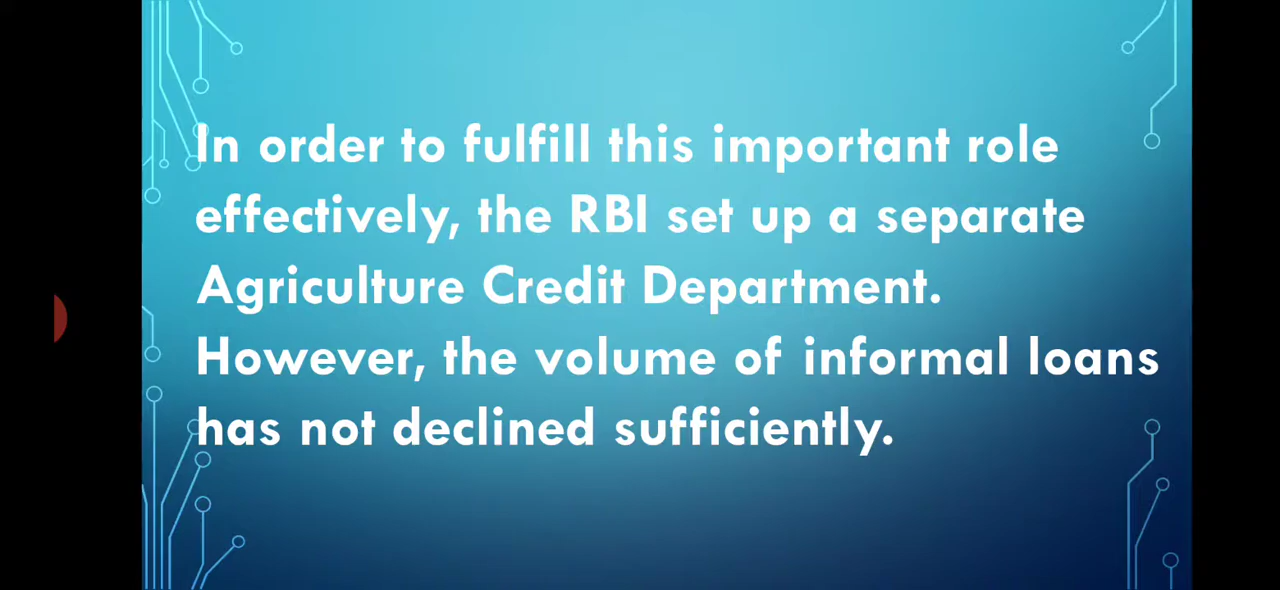 In order to fulfill this important role
effectively, the RBI set up a separate
Agriculture Credit Department.
However, the volume of informal loans
has not declined sufficiently.